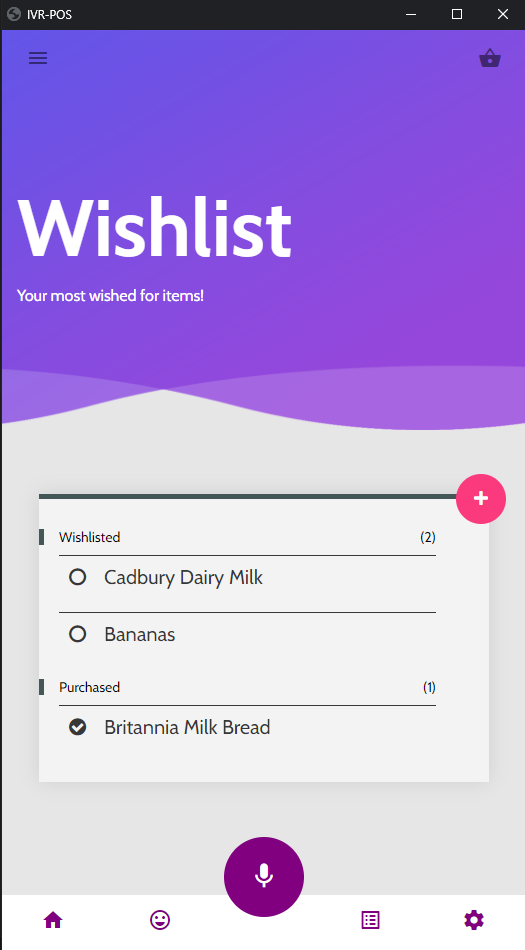 IVR-POS
Wishlist
Your most wished for items!
Wishlisted (2)
Cadbury Dairy Milk
Bananas
Purchased (1)
Britannia Milk Bread